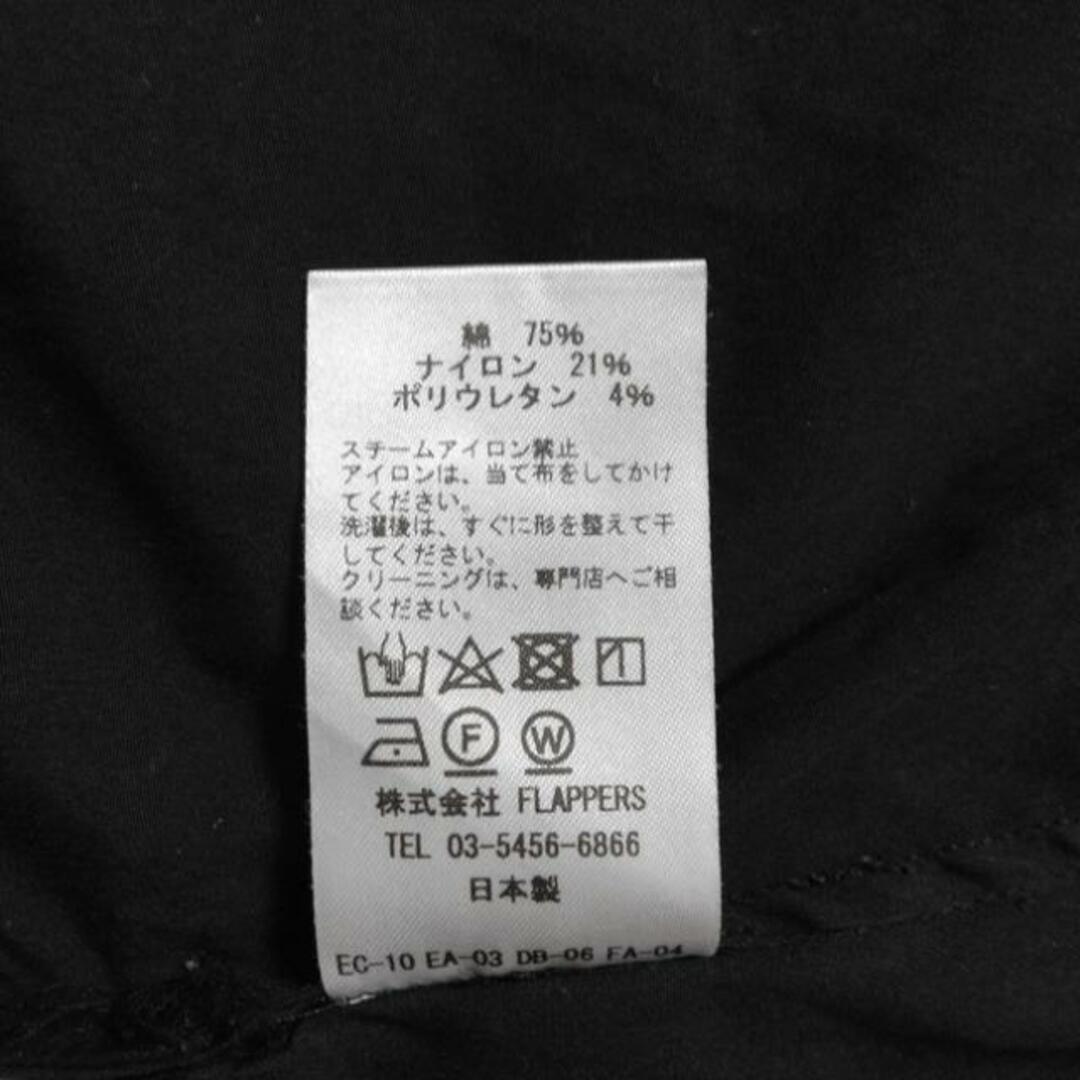 綿 75%
ナイロン 21%
ポリウレタン 4%
スチームアイロン禁止
アイロンは、当て布をしてかけ
てください。
洗濯後は、すぐに形を整えて干
してください。
クリーニングは、専門店へご相
談ください。
F W
株式会社 FLAPPERS
TEL 03-5456-6866
日本製
EC-10 EA-03 DB-06 FA-04